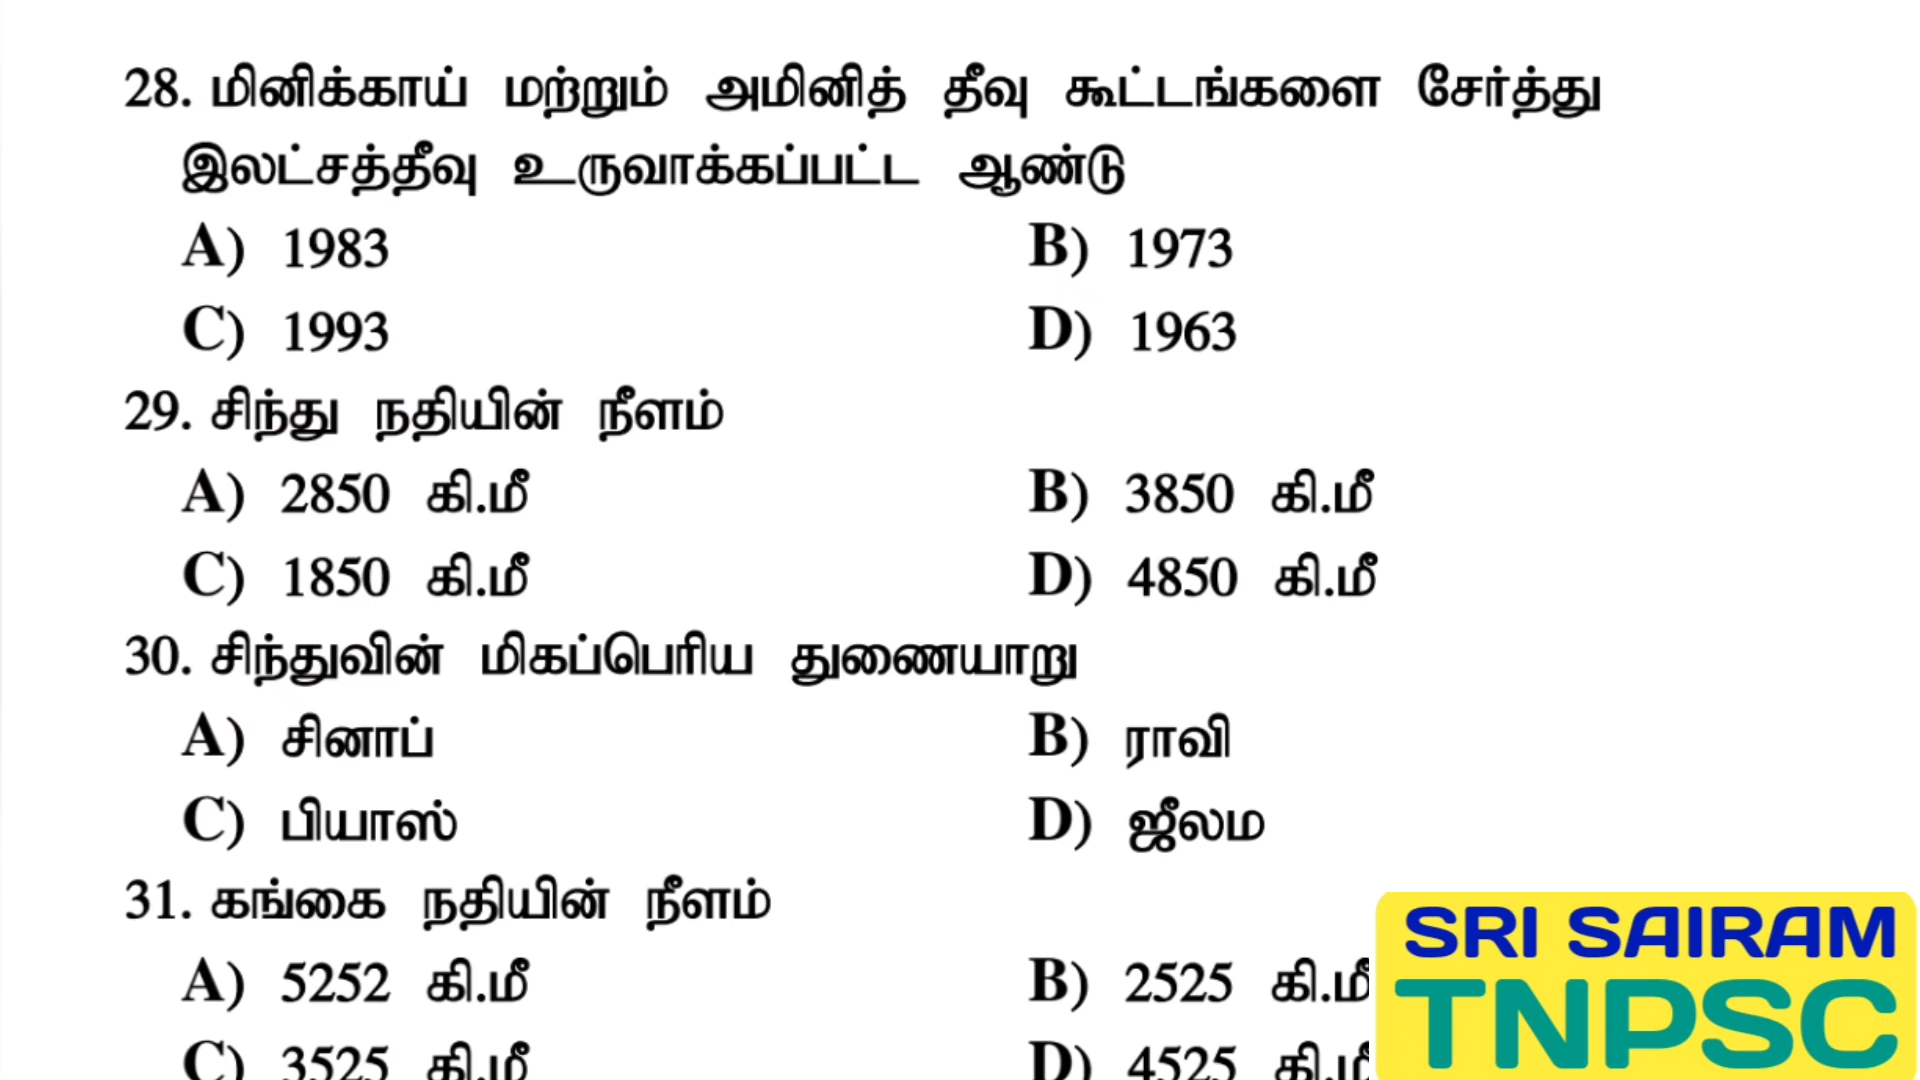 28. மினிக்காய் மற்றும் அமினித் தீவு கூட்டங்களை சேர்த்து
இலட்சத்தீவு உருவாக்கப்பட்ட ஆண்டு
A) 1983 B) 1973
C) 1993 D) 1963
29. சிந்து நதியின் நீளம்
A) 2850 கி.மீ B) 3850 கி.மீ
C) 1850 கி.மீ D) 4850 கி.மீ
30. சிந்துவின் மிகப்பெரிய துணையாறு
A) சினாப் B) ராவி
C) பியாஸ் D) ஜீலம
31. கங்கை நதியின் நீளம்
A) 5252 கி.மீ B) 2525 கி.மீ
C) 3525 கி.மீ D) 4525 கி.மீ
SRI SAIRAM
TNPSC